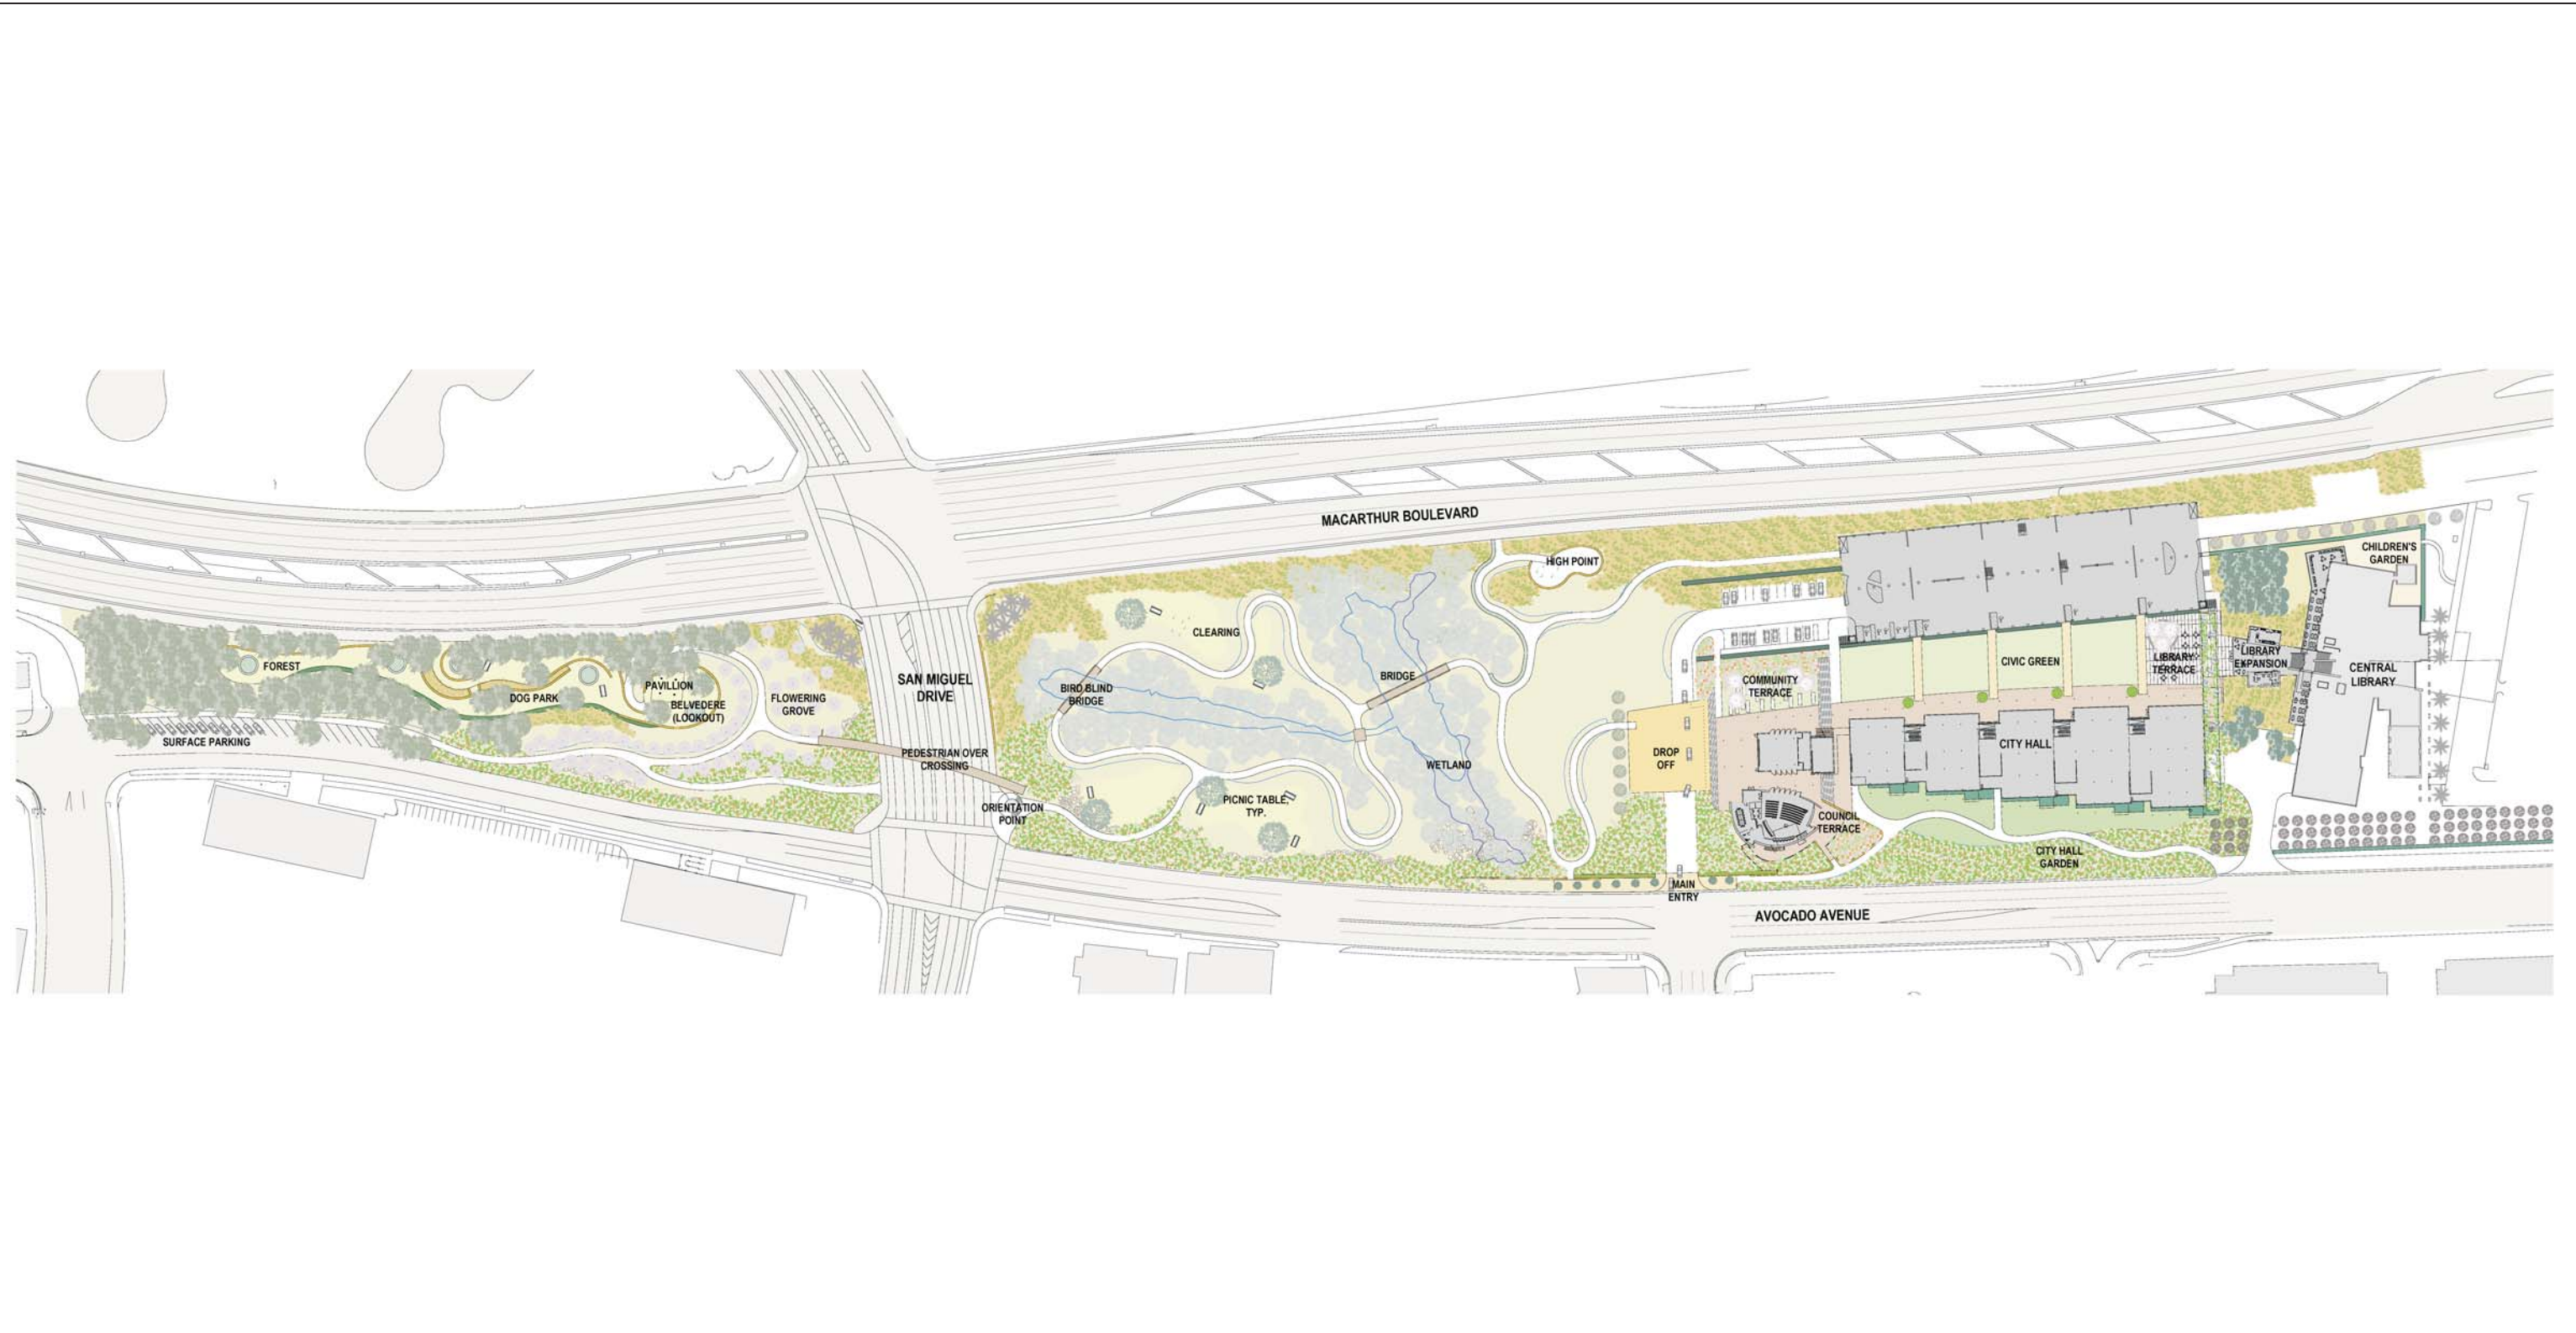 MACARTHUR BOULEVARD
HIGH POINT
CHILDREN'S
GARDEN
CLEARING
FOREST
DOG PARK
PAVILLION
BELVEDERE
(LOOKOUT)
FLOWERING
GROVE
SURFACE PARKING
SAN MIGUEL
DRIVE
PEDESTRIAN OVER
CROSSING
ORIENTATION
POINT
BIRD BLIND
BRIDGE
BRIDGE
WETLAND
PICNIC TABLE,
TYP.
DROP
OFF
COMMUNITY
TERRACE
CIVIC GREEN
LIBRARY
TERRACE
LIBRARY
EXPANSION
CENTRAL
LIBRARY
CITY HALL
COUNCIL
TERRACE
CITY HALL
GARDEN
MAIN
ENTRY
AVOCADO AVENUE